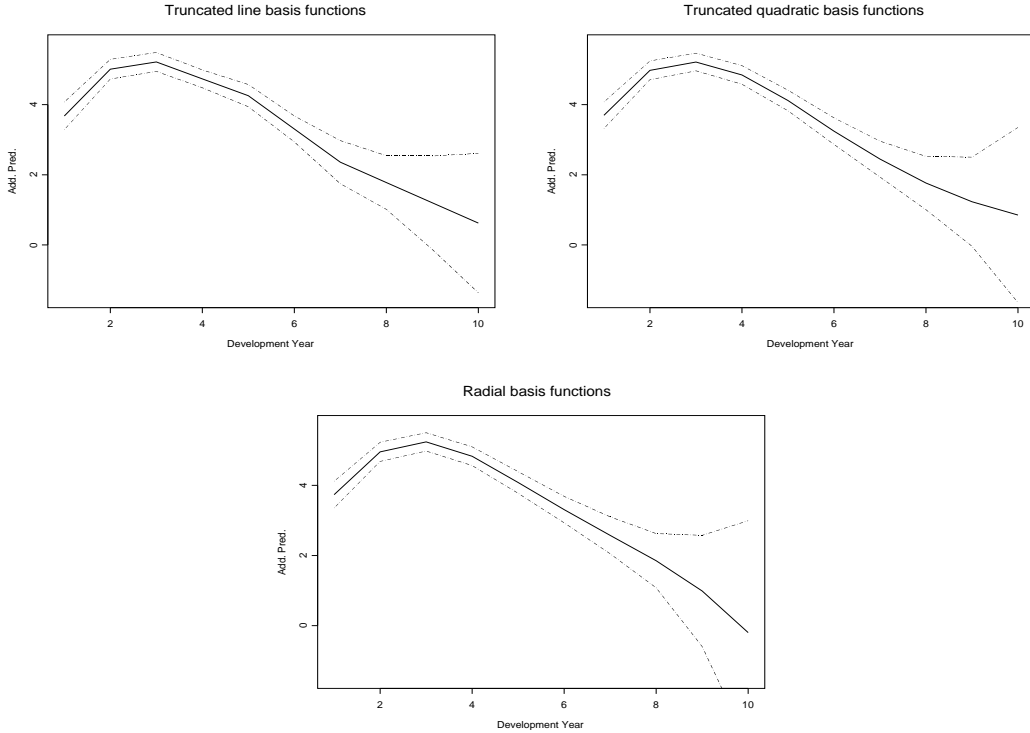 Truncated line basis functions
Add. Pred.
4
2
0
2 4 6 8 10
Development Year
Truncated quadratic basis functions
Add. Pred.
4
2
0
2 4 6 8 10
Development Year
Radial basis functions
Add. Pred.
4
2
0
2 4 6 8 10
Development Year